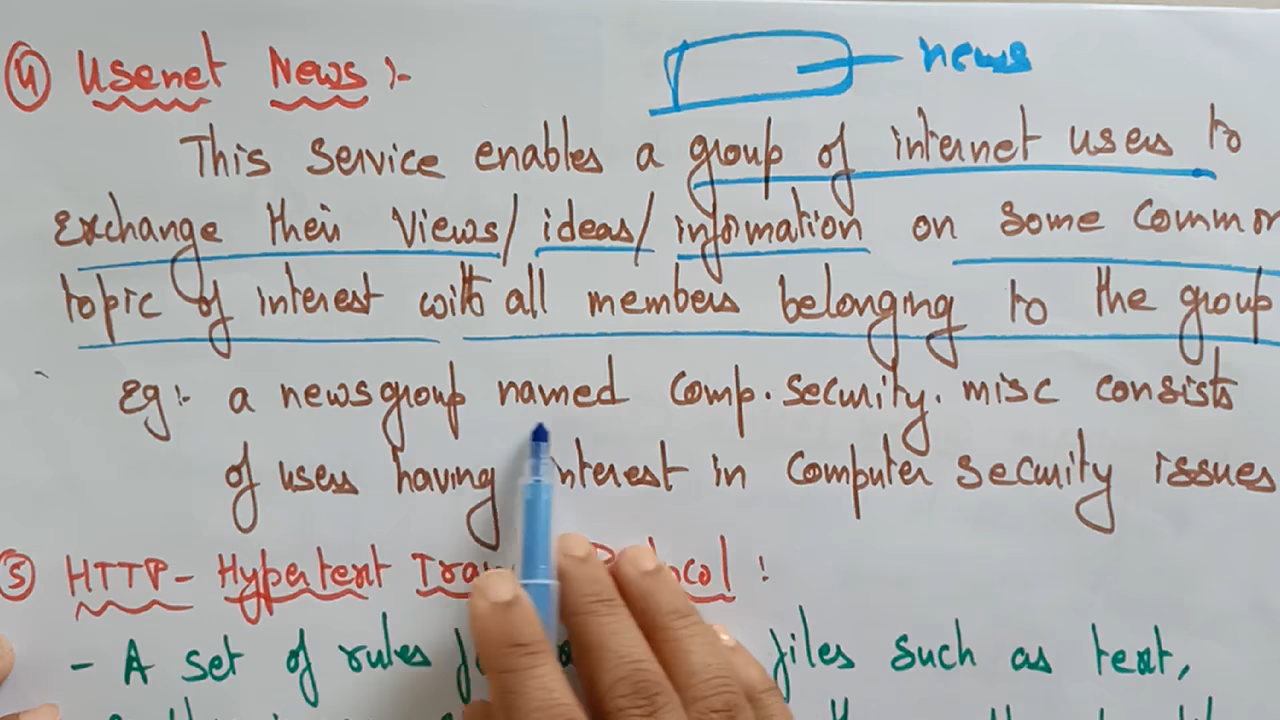 ④ Usenet News :-
news
This Service enables a group of internet users to
Exchange their Views/ ideas/ information on some common
topic of interest with all members belonging to the group
Eg:- a newsgroup named comp.security.misc consists
of users having interest in computer security issues
⑤ HTTP - Hypertext
:
- A set of rules files such as text,